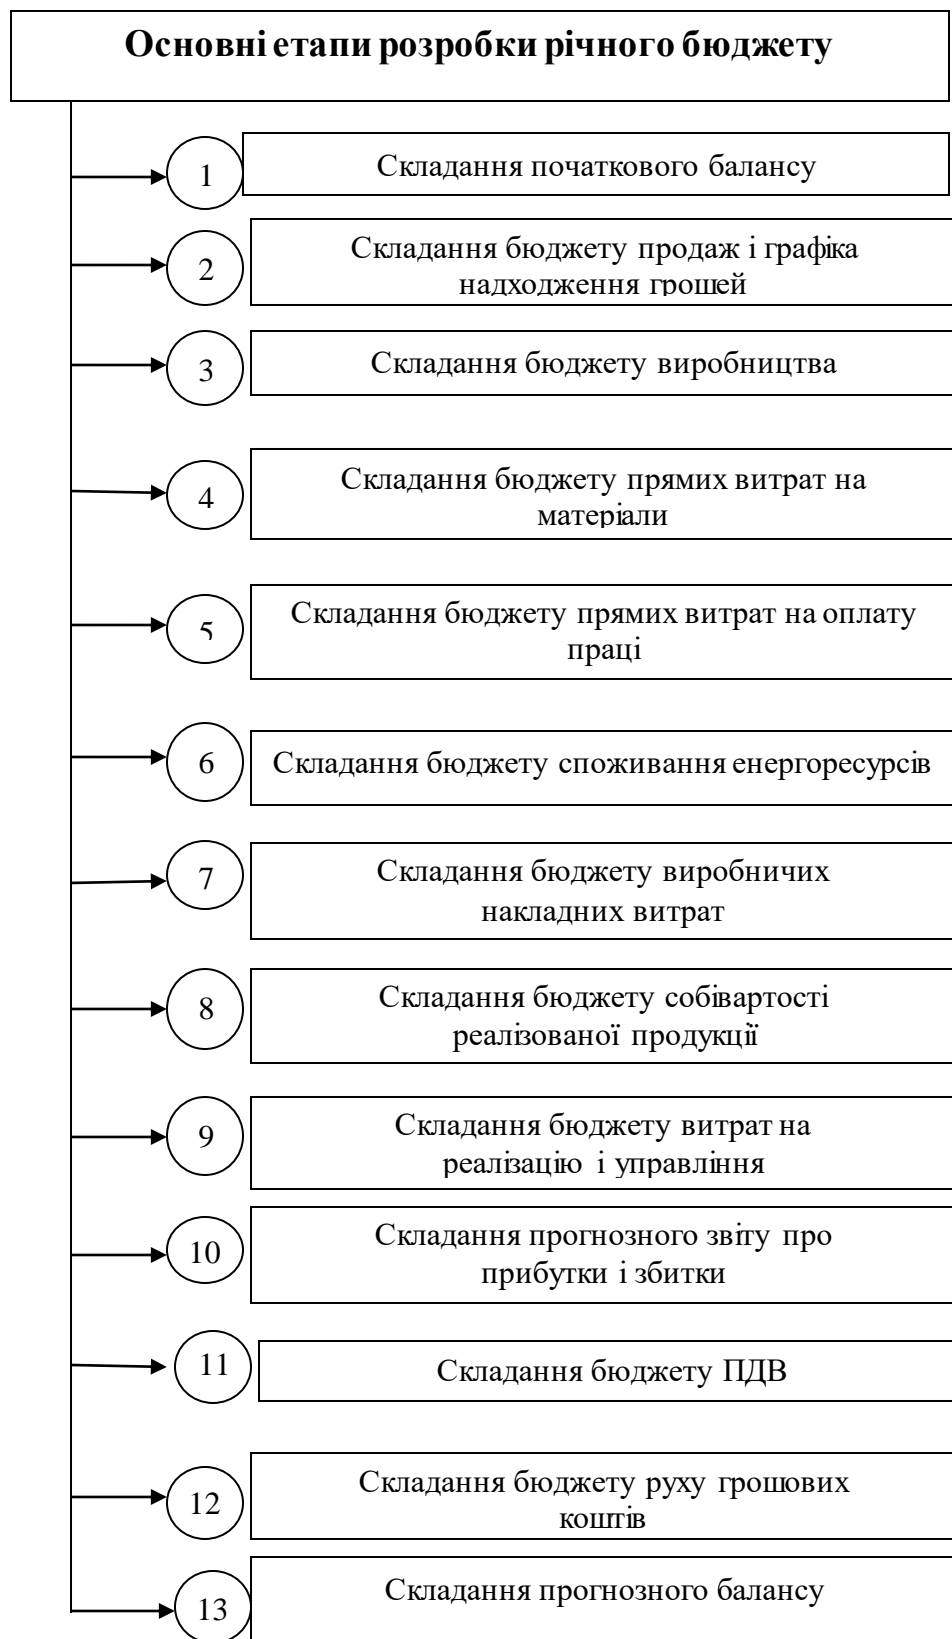 Основні етапи розробки річного бюджету
1
Складання початкового балансу
2
Складання бюджету продаж і графіка
надходження грошей
3
Складання бюджету виробництва
4
Складання бюджету прямих витрат на
матеріали
5
Складання бюджету прямих витрат на оплату
праці
6
Складання бюджету споживання енергоресурсів
7
Складання бюджету виробничих
накладних витрат
8
Складання бюджету собівартості
реалізованої продукції
9
Складання бюджету витрат на
реалізацію і управління
10
Складання прогнозного звіту про
прибутки і збитки
11
Складання бюджету ПДВ
12
Складання бюджету руху грошових
коштів
13
Складання прогнозного балансу